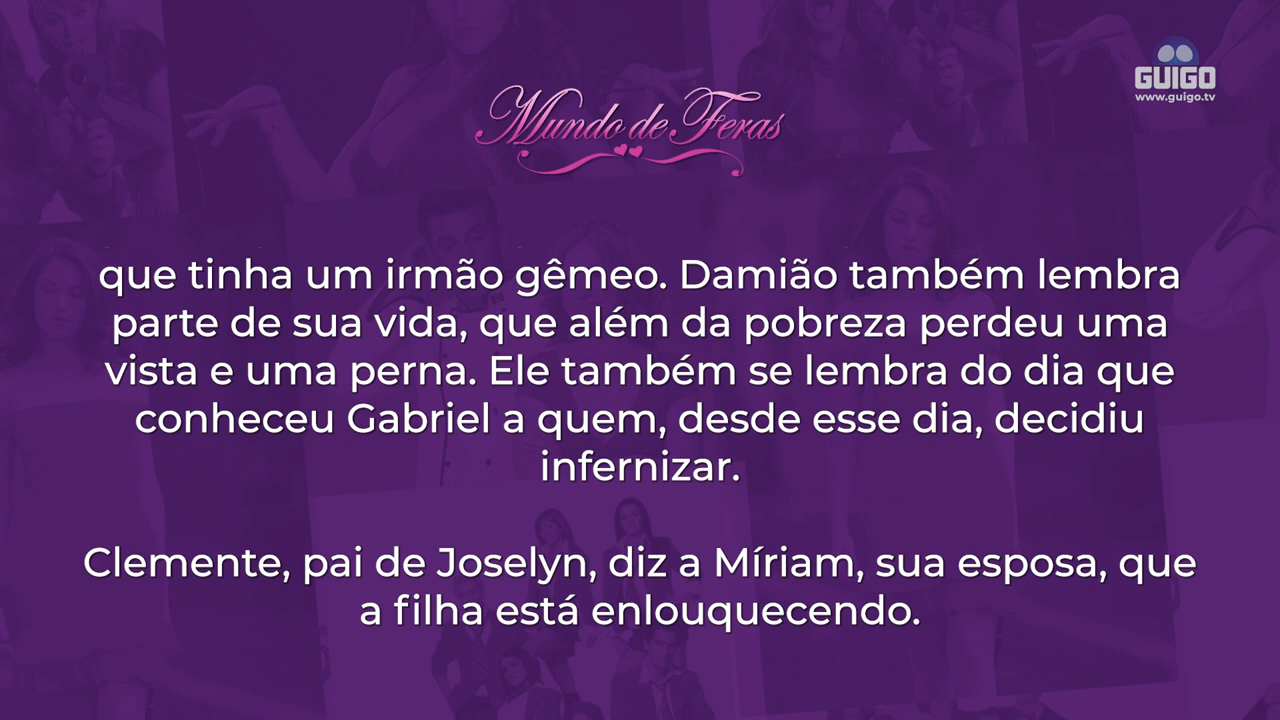 GUIGO
www.guigo.tv
Mundo de Feras
que tinha um irmão gêmeo. Damião também lembra
parte de sua vida, que além da pobreza perdeu uma
vista e uma perna. Ele também se lembra do dia que
conheceu Gabriel a quem, desde esse dia, decidiu
infernizar.
Clemente, pai de Joselyn, diz a Míriam, sua esposa, que
a filha está enlouquecendo.